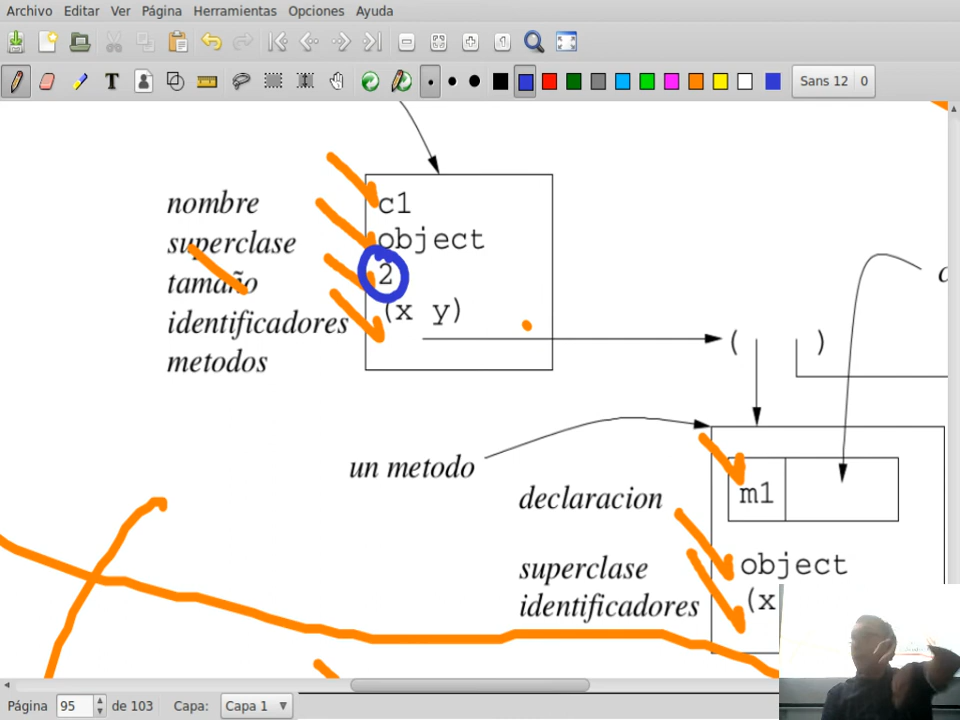 Archivo Editar Ver Página Herramientas Opciones Ayuda
Sans 12 0
nombre c1
superclase object
tamaño 2
identificadores (x y)
metodos
( )
c
un metodo
declaracion m1
superclase object
identificadores (x
Página 95 de 103 Capa: Capa 1